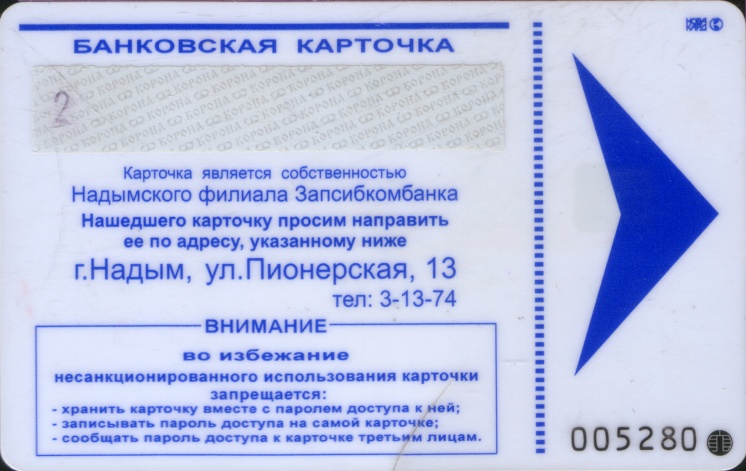 БАНКОВСКАЯ КАРТОЧКА
2
Карточка является собственностью
Надымского филиала Запсибкомбанка
Нашедшего карточку просим направить
ее по адресу, указанному ниже
г.Надым, ул.Пионерская, 13
тел: 3-13-74
ВНИМАНИЕ
во избежание
несанкционированного использования карточки
запрещается:
- хранить карточку вместе с паролем доступа к ней;
- записывать пароль доступа на самой карточке;
- сообщать пароль доступа к карточке третьим лицам.
005280